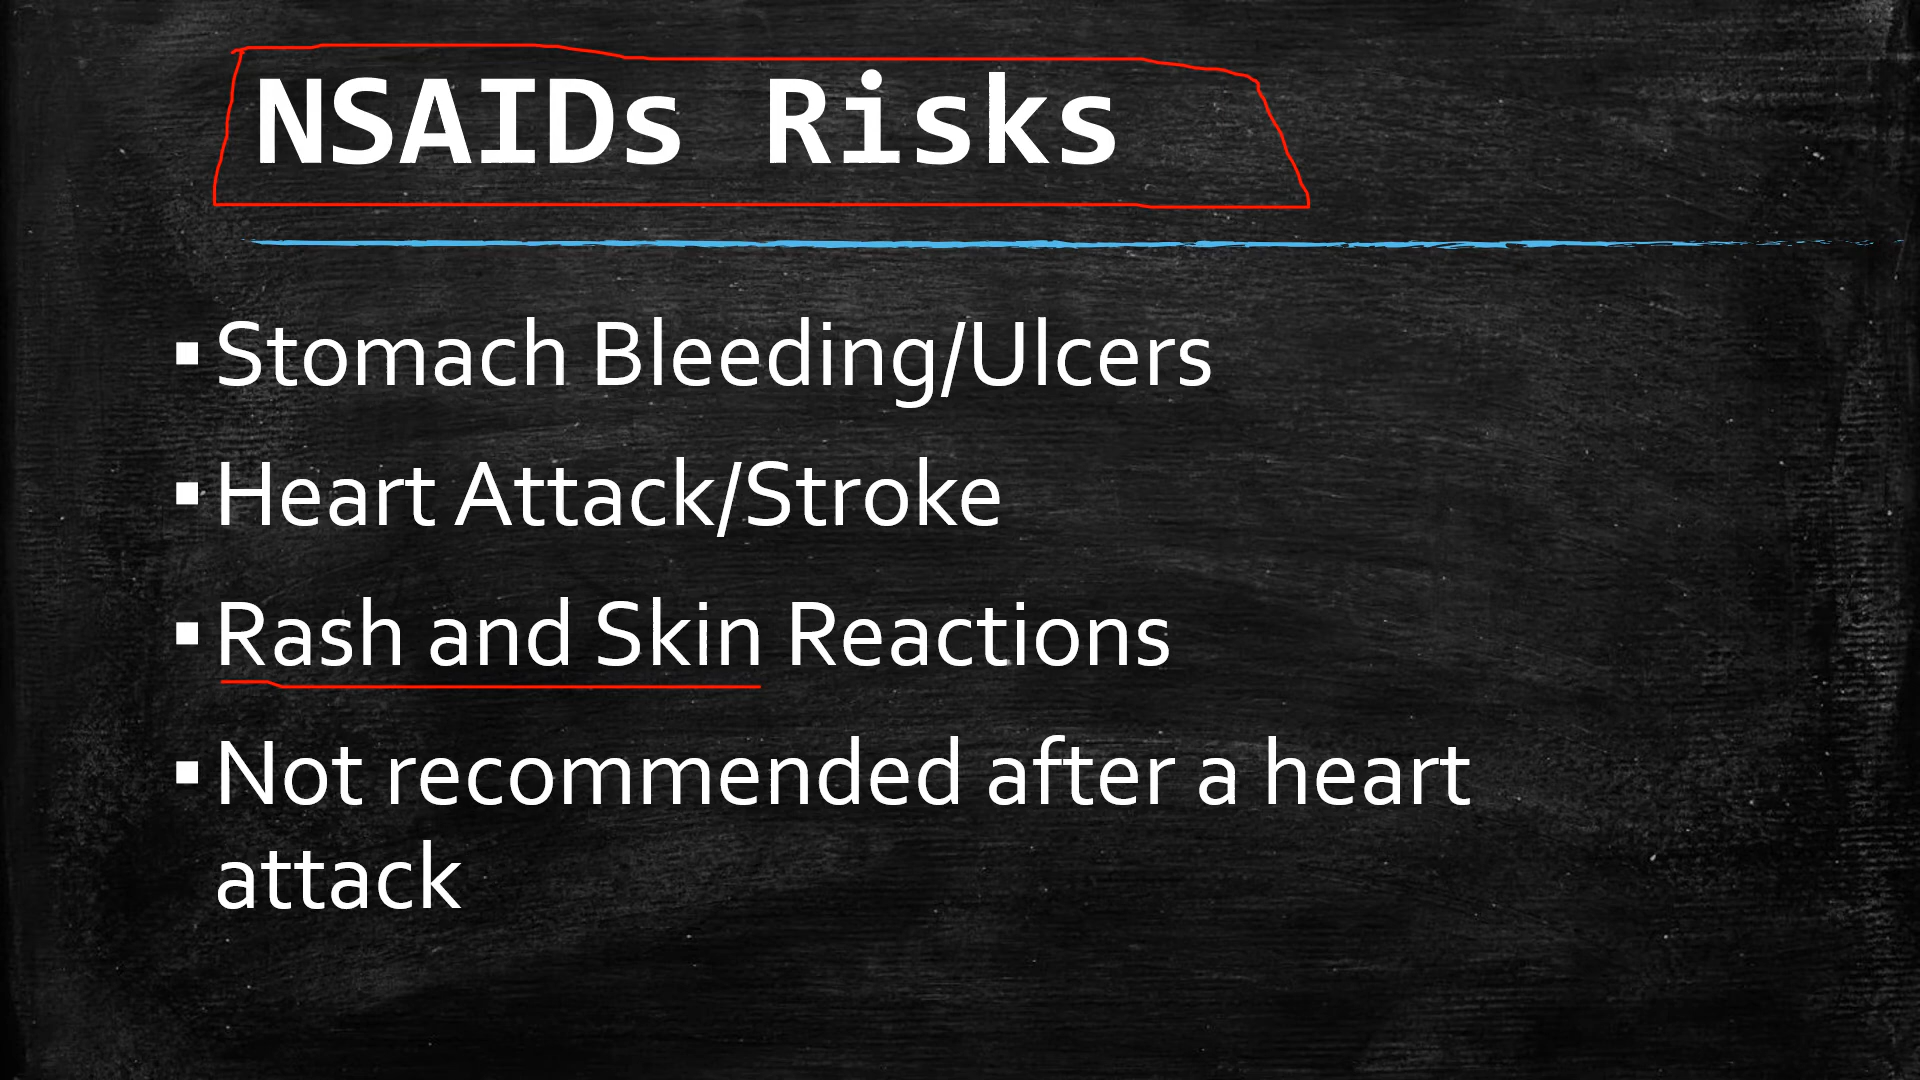 NSAIDs Risks
▪ Stomach Bleeding/Ulcers
▪ Heart Attack/Stroke
▪ Rash and Skin Reactions
▪ Not recommended after a heart
attack